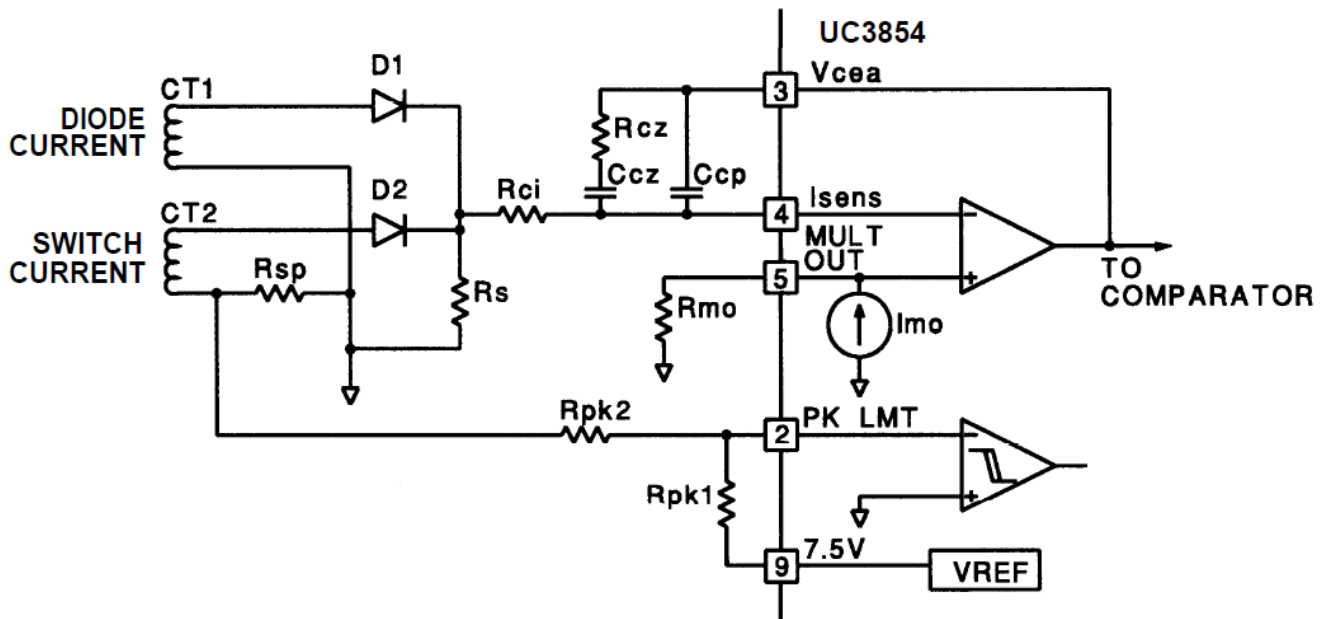 UC3854
Vcea
3
CT1
D1
DIODE
CURRENT
Rcz
Ccz
Ccp
D2
Rci
4
Isens
CT2
MULT
OUT
SWITCH
CURRENT
Rsp
Rs
5
Rmo
Imo
TO
COMPARATOR
Rpk2
2
PK LMT
Rpk1
7.5V
9
VREF